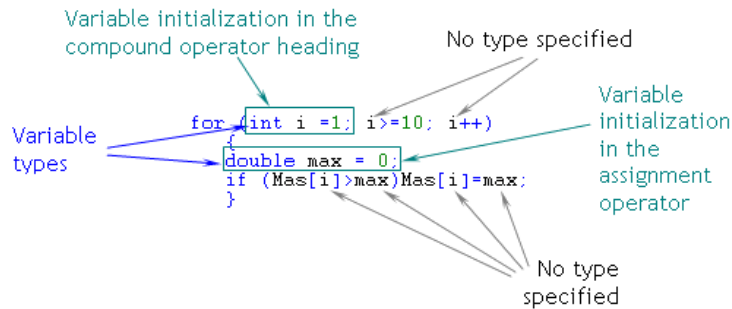 Variable initialization in the
compound operator heading
No type specified
for (int i =1; i>=10; i++)
{
double max = 0;
if (Mas[i]>max)Mas[i]=max;
}
Variable
types
Variable
initialization
in the
assignment
operator
No type
specified